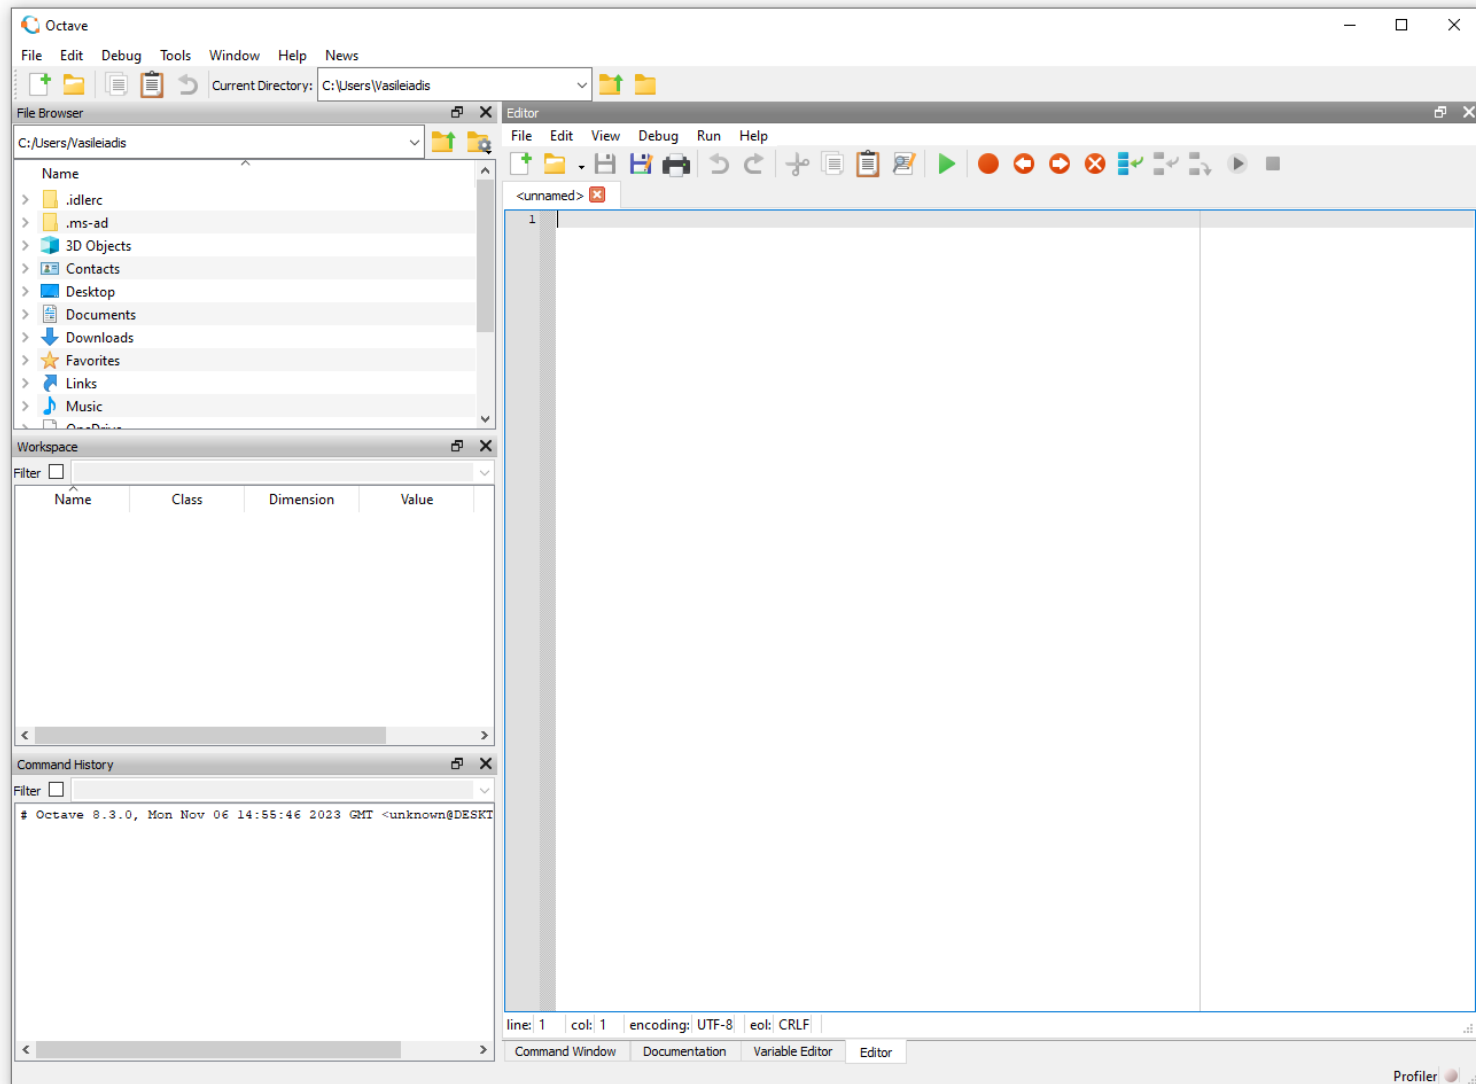 Octave
File Edit Debug Tools Window Help News
Current Directory: C:\Users\Vasileiadis
File Browser
C:/Users/Vasileiadis
Name
.idlerc
.ms-ad
3D Objects
Contacts
Desktop
Documents
Downloads
Favorites
Links
Music
OneDrive
Workspace
Filter
Name Class Dimension Value
Command History
Filter
# Octave 8.3.0, Mon Nov 06 14:55:46 2023 GMT <unknown@DESKT
Editor
File Edit View Debug Run Help
<unnamed>
1
line: 1 col: 1 encoding: UTF-8 eol: CRLF
Command Window Documentation Variable Editor Editor
Profiler